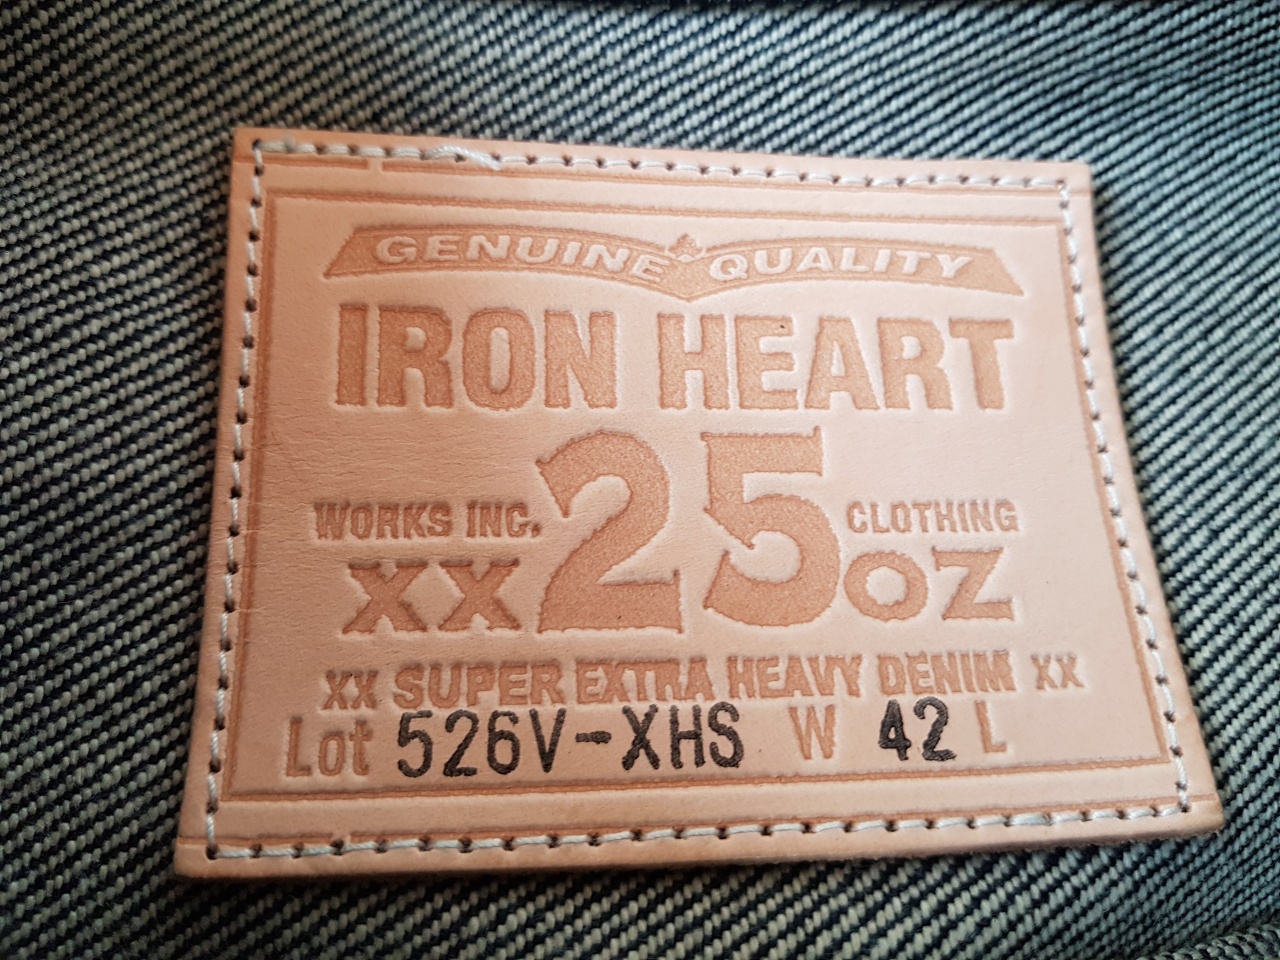 GENUINE QUALITY
IRON HEART
WORKS INC. 25 CLOTHING
XX OZ
XX SUPER EXTRA HEAVY DENIM XX
Lot 526V-XHS W 42 L